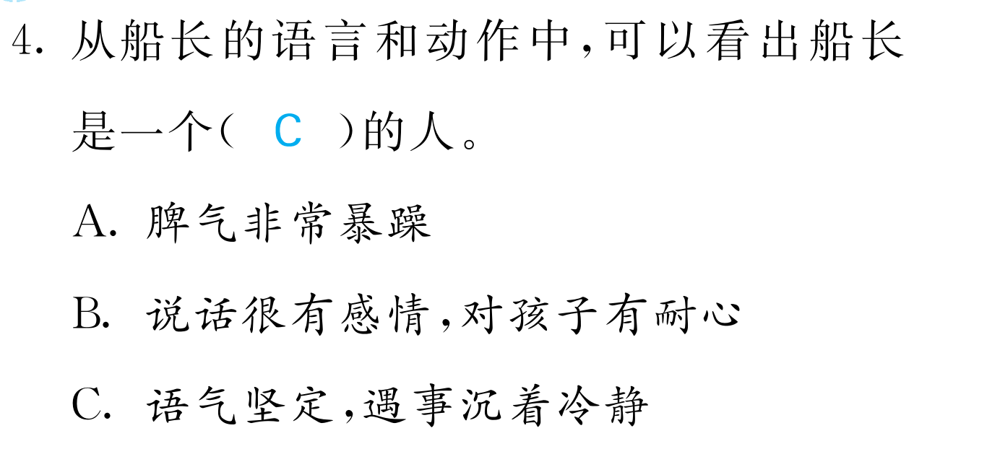 4. 从船长的语言和动作中,可以看出船长
是一个( C )的人。
A. 脾气非常暴躁
B. 说话很有感情,对孩子有耐心
C. 语气坚定,遇事沉着冷静